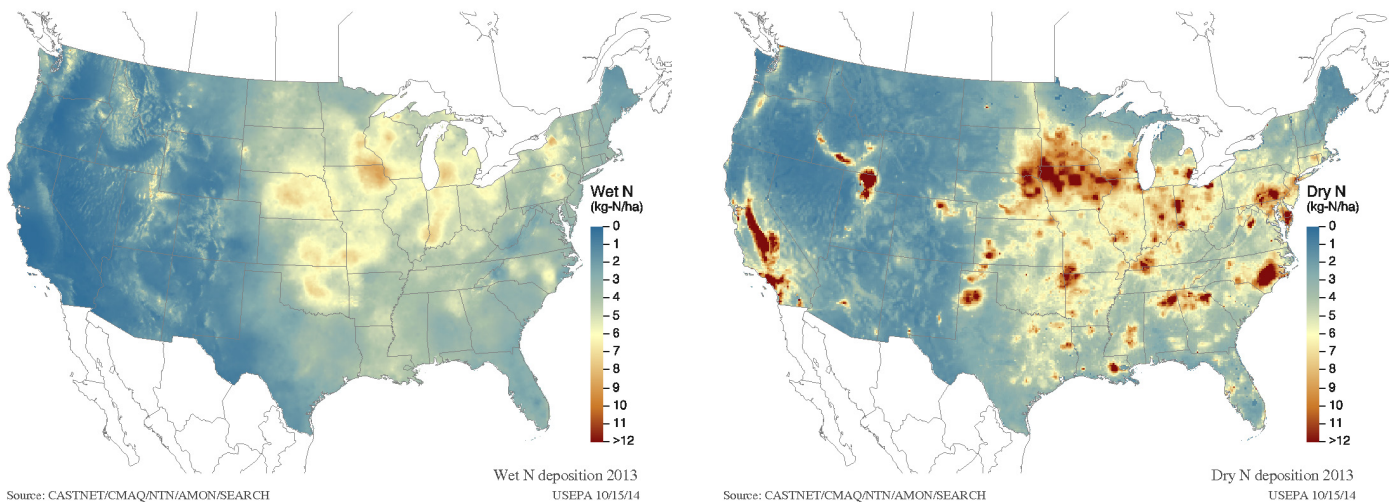 Wet N
(kg-N/ha)
0
1
2
3
4
5
6
7
8
9
10
11
>12
Wet N deposition 2013
Source: CASTNET/CMAQ/NTN/AMON/SEARCH
USEPA 10/15/14
Dry N
(kg-N/ha)
0
1
2
3
4
5
6
7
8
9
10
11
>12
Dry N deposition 2013
Source: CASTNET/CMAQ/NTN/AMON/SEARCH
USEPA 10/15/14